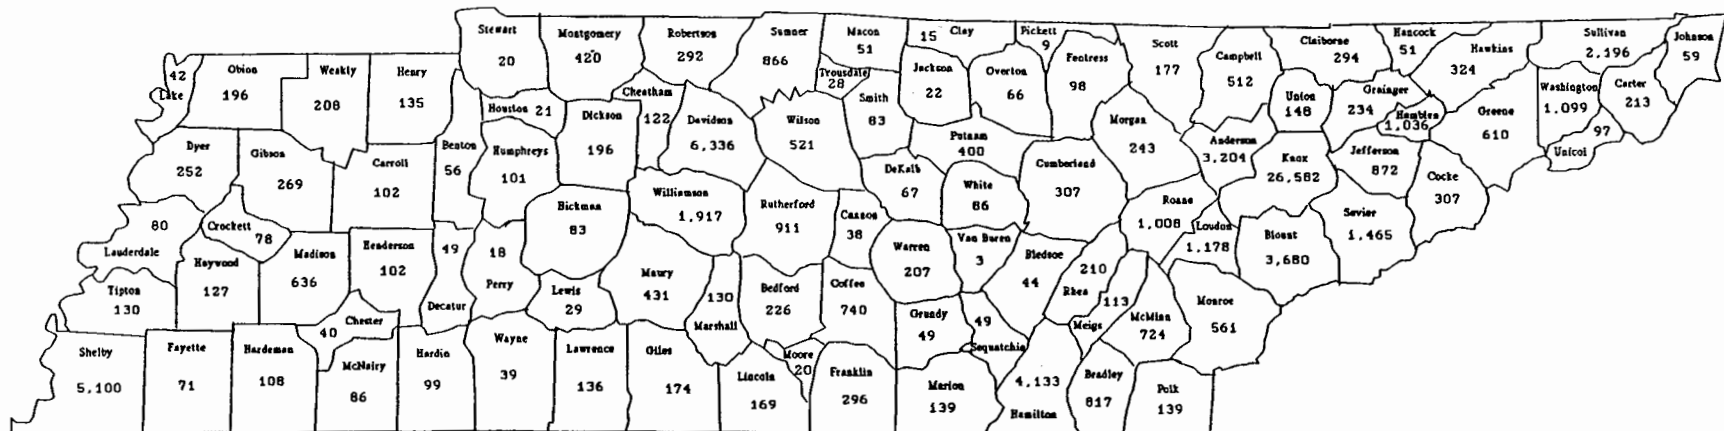 Stewart
20
Montgomery
420
Robertson
292
Sumner
866
Macon
51
15 Clay
Pickett
9
Fentress
98
Scott
177
Campbell
512
Claiborne
294
Hancock
51
Hawkins
324
Sullivan
2,196
Johnson
59
42
Lake
Obion
196
Weakly
208
Henry
135
Houston 21
Cheatham
122
Dickson
196
Davidson
6,336
Trousdale
28
Smith
83
Wilson
521
Jackson
22
Overton
66
Putnam
400
Morgan
243
Anderson
3,204
Union
148
Grainger
234
Hamblen
1,036
Greene
610
Washington
1,099
Carter
213
97
Unicoi
Dyer
252
Gibson
269
Carroll
102
Benton
56
Humphreys
101
Williamson
1,917
Rutherford
911
Cannon
38
DeKalb
67
White
86
Cumberland
307
Roane
1,008
Loudon
1,178
Knox
26,582
Jefferson
872
Cocke
307
Sevier
1,465
Blount
3,680
80
Lauderdale
Crockett
78
Haywood
127
Madison
636
Henderson
102
49
Decatur
18
Perry
Hickman
83
Lewis
29
Maury
431
130
Marshall
Bedford
226
Coffee
740
Warren
207
Van Buren
3
Bledsoe
44
210
Rhea
113
Meigs
McMinn
724
Monroe
561
Tipton
130
Shelby
5,100
Fayette
71
Hardeman
108
40
Chester
McNairy
86
Hardin
99
Wayne
39
Lawrence
136
Giles
174
Lincoln
169
Moore
20
Franklin
296
Grundy
49
49
Sequatchie
Marion
139
4,133
Hamilton
Bradley
817
Polk
139